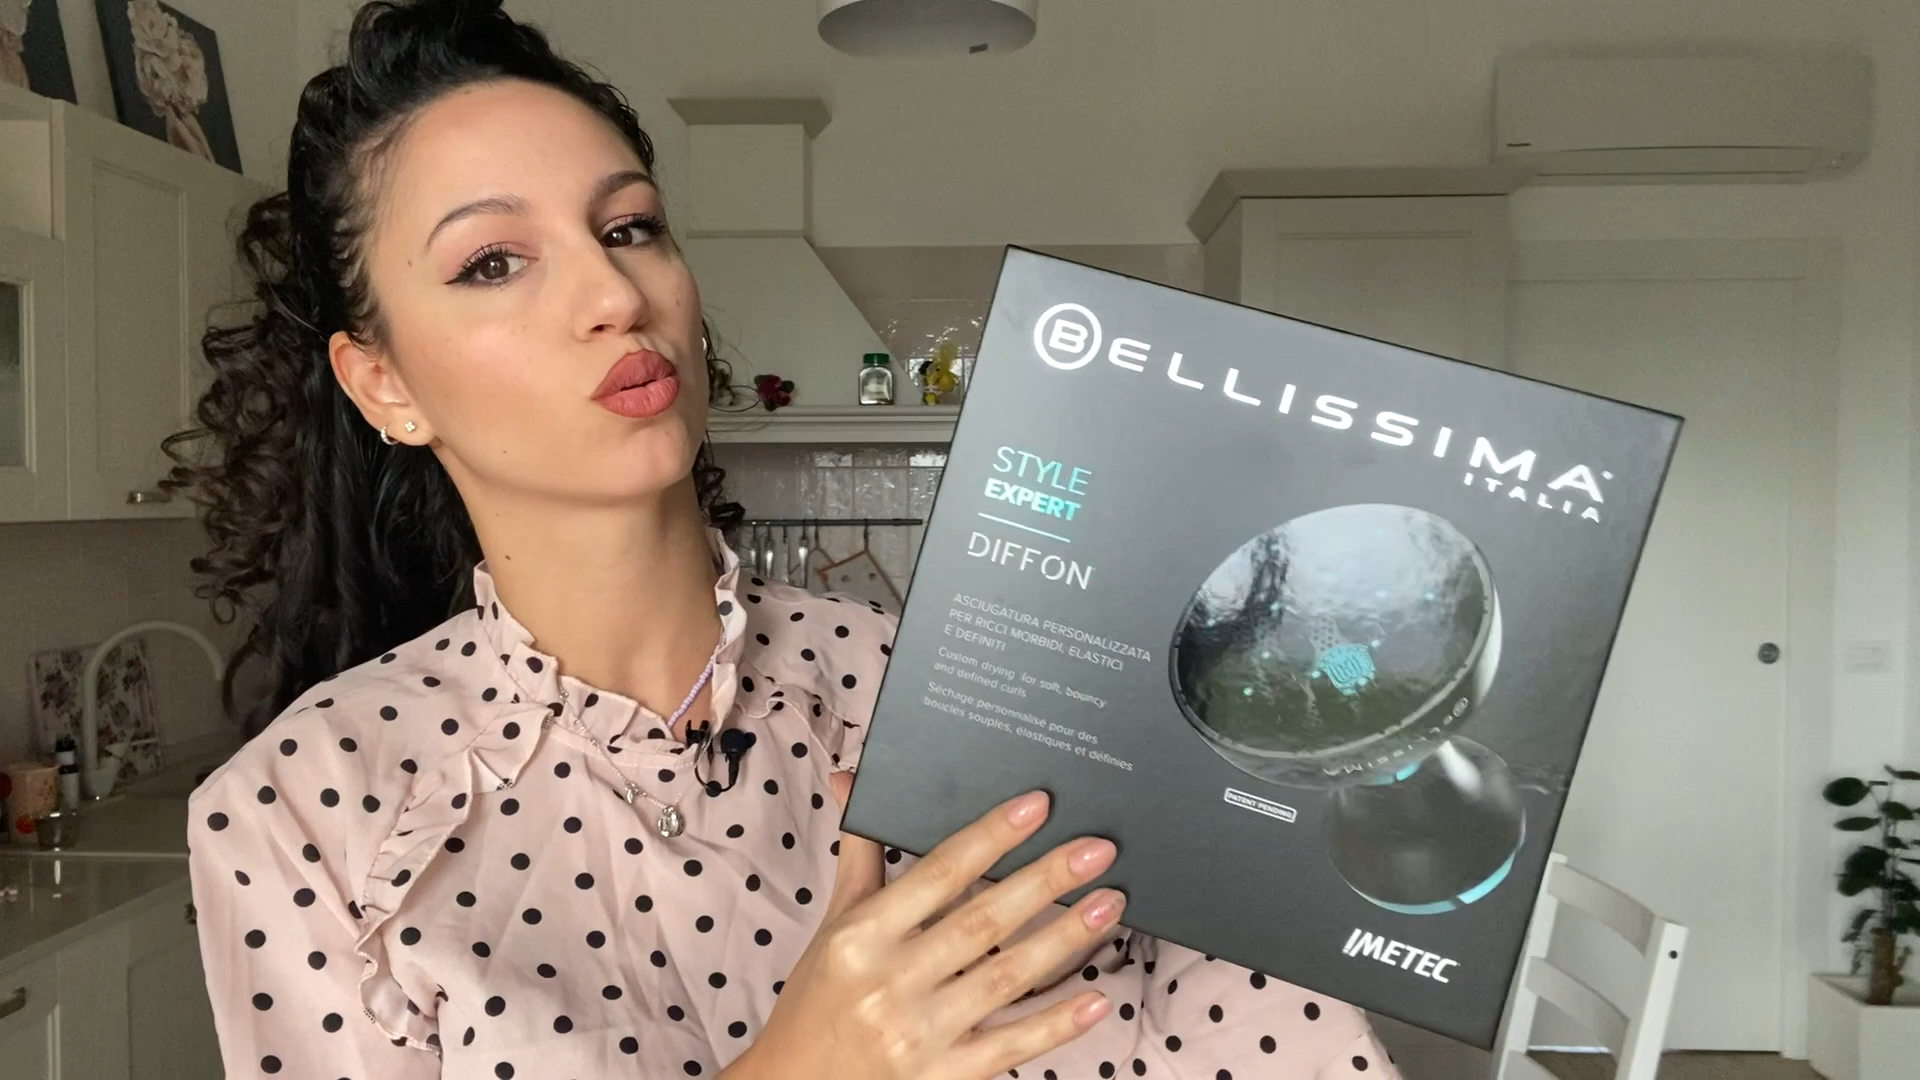 BELLISSIMA
ITALIA
STYLE
EXPERT
DIFFON
ASCIUGATURA PERSONALIZZATA
PER RICCI MORBIDI, ELASTICI
E DEFINITI
Custom drying for soft, bouncy
and defined curls
Séchage personnalisé pour des
boucles souples, élastiques et définies
PATENT PENDING
BELLISSIMA
IMETEC